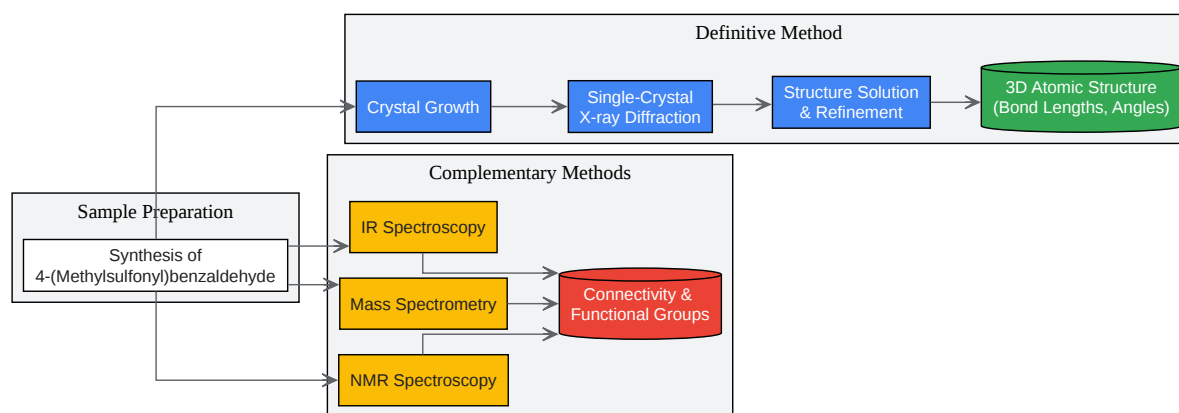 Definitive Method
Crystal Growth
Single-Crystal
X-ray Diffraction
Structure Solution
& Refinement
3D Atomic Structure
(Bond Lengths, Angles)
Complementary Methods
Sample Preparation
Synthesis of
4-(Methylsulfonyl)benzaldehyde
IR Spectroscopy
Mass Spectrometry
NMR Spectroscopy
Connectivity &
Functional Groups